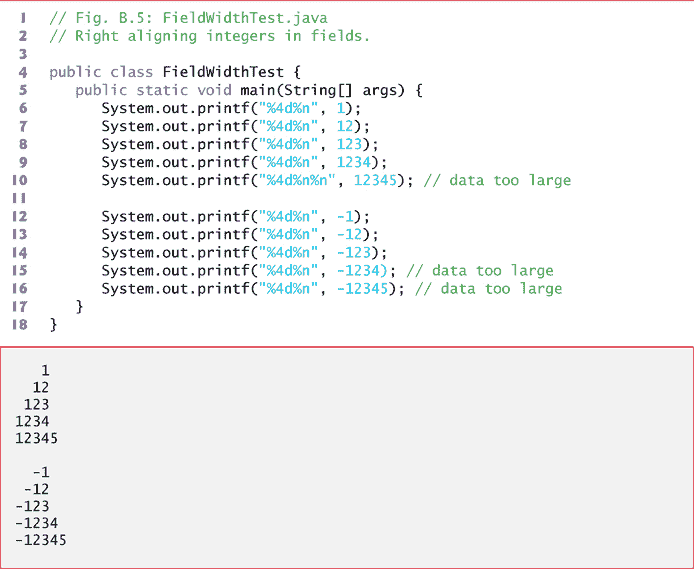 1 // Fig. B.5: FieldWidthTest.java
2 // Right aligning integers in fields.
3
4 public class FieldWidthTest {
5    public static void main(String[] args) {
6       System.out.printf("%4d%n", 1);
7       System.out.printf("%4d%n", 12);
8       System.out.printf("%4d%n", 123);
9       System.out.printf("%4d%n", 1234);
10       System.out.printf("%4d%n%n", 12345); // data too large
11
12       System.out.printf("%4d%n", -1);
13       System.out.printf("%4d%n", -12);
14       System.out.printf("%4d%n", -123);
15       System.out.printf("%4d%n", -1234); // data too large
16       System.out.printf("%4d%n", -12345); // data too large
17    }
18 }
   1
  12
 123
1234
12345

  -1
 -12
-123
-1234
-12345